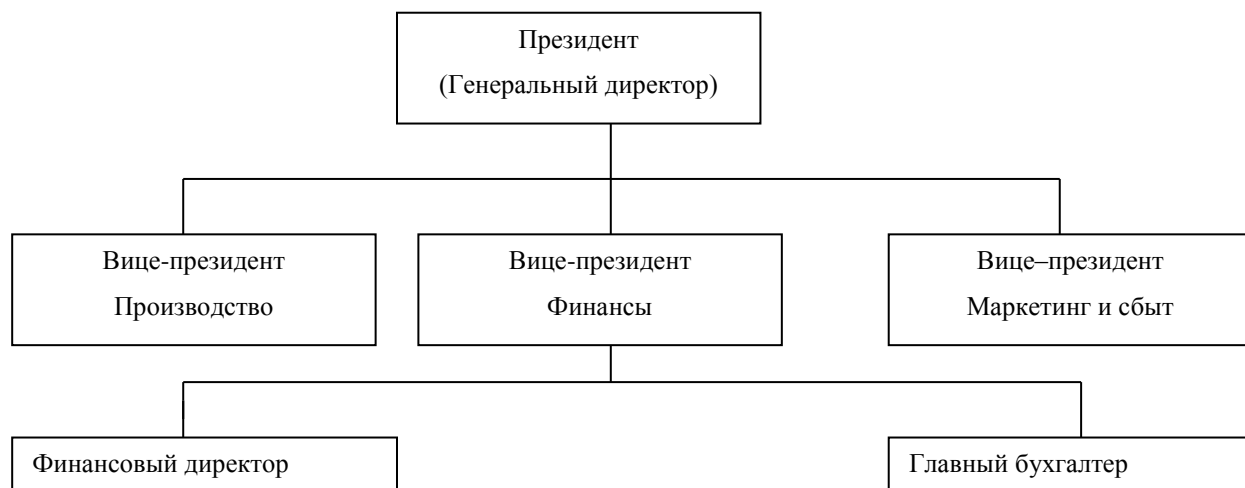 Президент
(Генеральный директор)
Вице-президент
Производство
Вице-президент
Финансы
Вице–президент
Маркетинг и сбыт
Финансовый директор
Главный бухгалтер